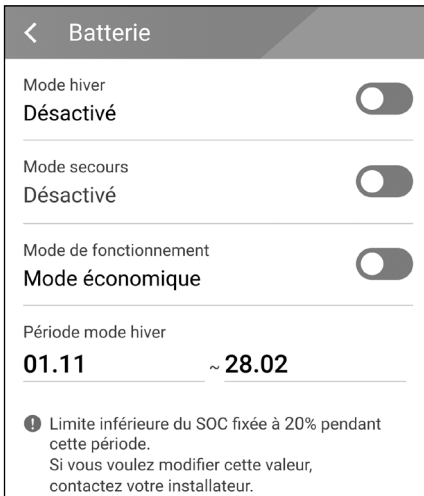 Batterie
Mode hiver
Désactivé
Mode secours
Désactivé
Mode de fonctionnement
Mode économique
Période mode hiver
01.11 ~ 28.02
Limite inférieure du SOC fixée à 20% pendant
cette période.
Si vous voulez modifier cette valeur,
contactez votre installateur.